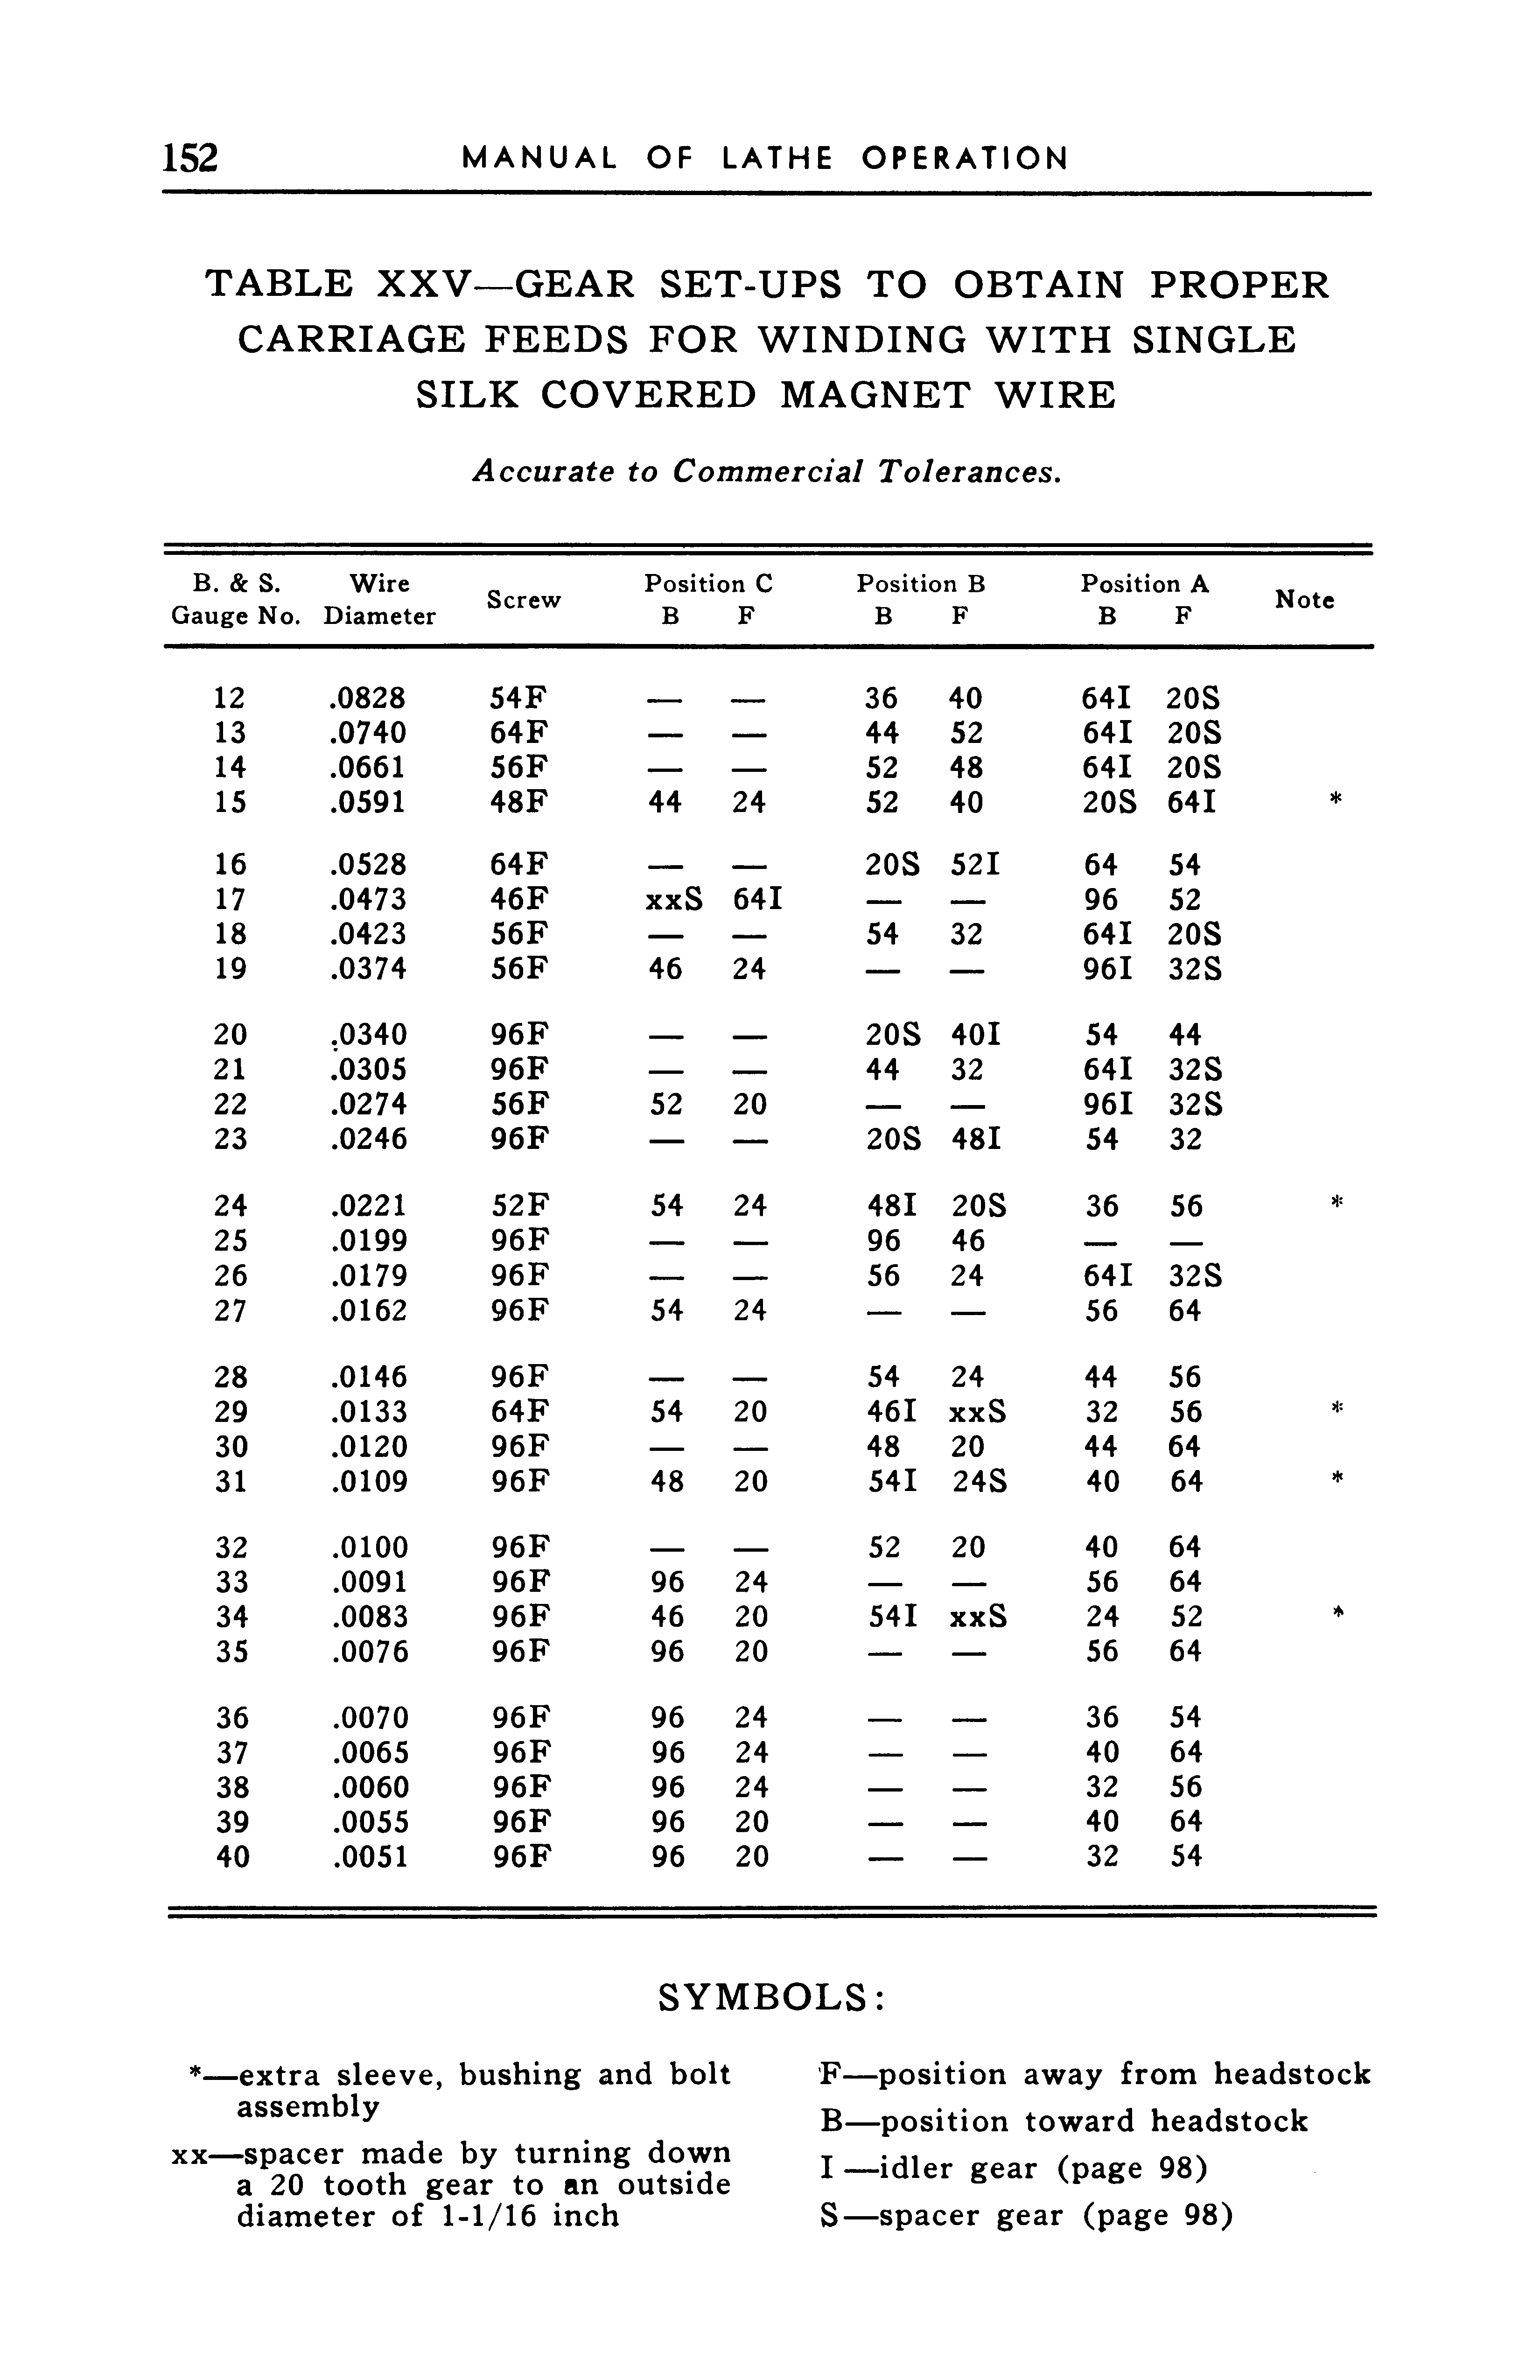 152 MANUAL OF LATHE OPERATION
TABLE XXV—GEAR SET-UPS TO OBTAIN PROPER
CARRIAGE FEEDS FOR WINDING WITH SINGLE
SILK COVERED MAGNET WIRE
Accurate to Commercial Tolerances.
B. & S. Wire Screw Position C Position B Position A Note
Gauge No. Diameter B F B F B F
12 .0828 54F — — 36 40 64I 20S
13 .0740 64F — — 44 52 64I 20S
14 .0661 56F — — 52 48 64I 20S
15 .0591 48F 44 24 52 40 20S 64I *
16 .0528 64F — — 20S 52I 64 54
17 .0473 46F xxS 64I — — 96 52
18 .0423 56F — — 54 32 64I 20S
19 .0374 56F 46 24 — — 96I 32S
20 .0340 96F — — 20S 40I 54 44
21 .0305 96F — — 44 32 64I 32S
22 .0274 56F 52 20 — — 96I 32S
23 .0246 96F — — 20S 48I 54 32
24 .0221 52F 54 24 48I 20S 36 56 *
25 .0199 96F — — 96 46 — —
26 .0179 96F — — 56 24 64I 32S
27 .0162 96F 54 24 — — 56 64
28 .0146 96F — — 54 24 44 56
29 .0133 64F 54 20 46I xxS 32 56 *
30 .0120 96F — — 48 20 44 64
31 .0109 96F 48 20 54I 24S 40 64 *
32 .0100 96F — — 52 20 40 64
33 .0091 96F 96 24 — — 56 64
34 .0083 96F 46 20 54I xxS 24 52 *
35 .0076 96F 96 20 — — 56 64
36 .0070 96F 96 24 — — 36 54
37 .0065 96F 96 24 — — 40 64
38 .0060 96F 96 24 — — 32 56
39 .0055 96F 96 20 — — 40 64
40 .0051 96F 96 20 — — 32 54
SYMBOLS:
*—extra sleeve, bushing and bolt
assembly
xx—spacer made by turning down
a 20 tooth gear to an outside
diameter of 1-1/16 inch
F—position away from headstock
B—position toward headstock
I —idler gear (page 98)
S—spacer gear (page 98)